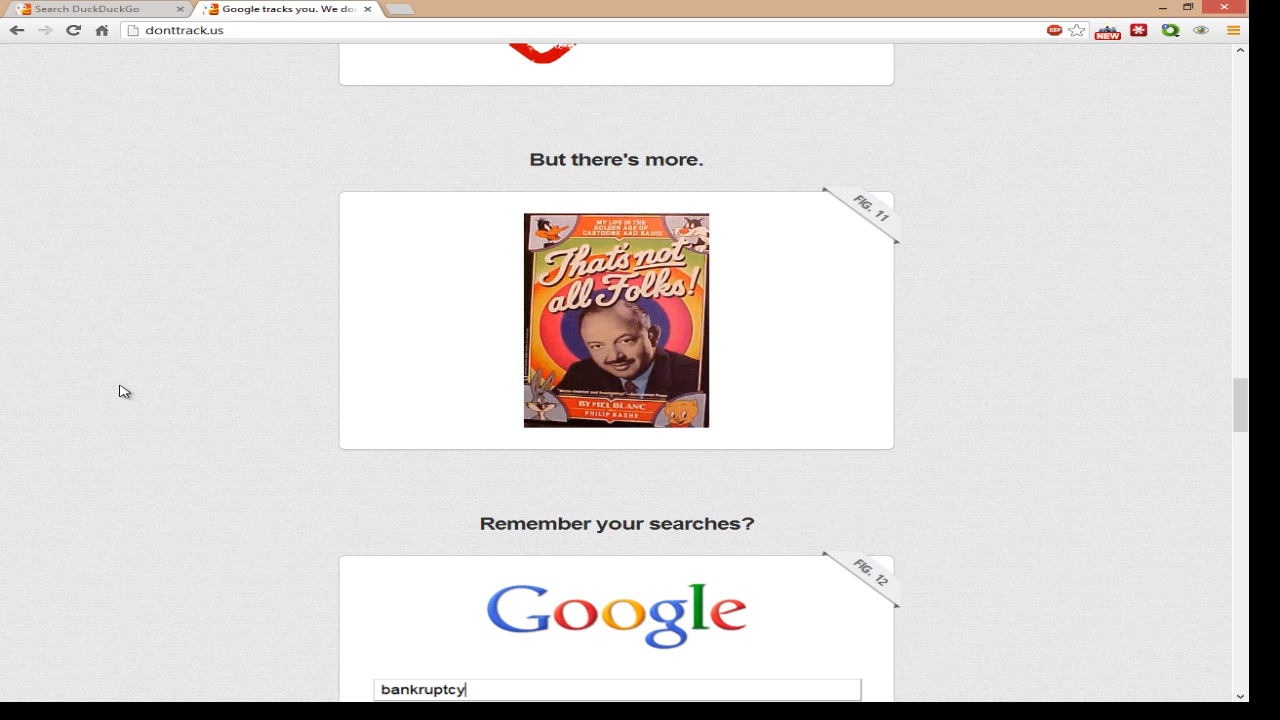 Search DuckDuckGo
Google tracks you. We do
donttrack.us
ABP
NEW
But there's more.
FIG. 11
MY LIFE IN THE
GOLDEN AGE OF
CARTOONS AND RADIO
That's not
all Folks!
BY MEL BLANC
PHILIP BASHE
Remember your searches?
FIG. 12
Google
bankruptcy